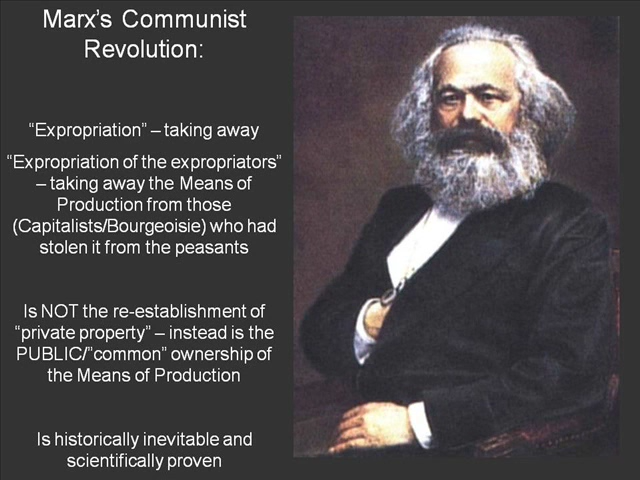 Marx's Communist
Revolution:
“Expropriation” – taking away
“Expropriation of the expropriators”
– taking away the Means of
Production from those
(Capitalists/Bourgeoisie) who had
stolen it from the peasants
Is NOT the re-establishment of
“private property” – instead is the
PUBLIC/”common” ownership of
the Means of Production
Is historically inevitable and
scientifically proven